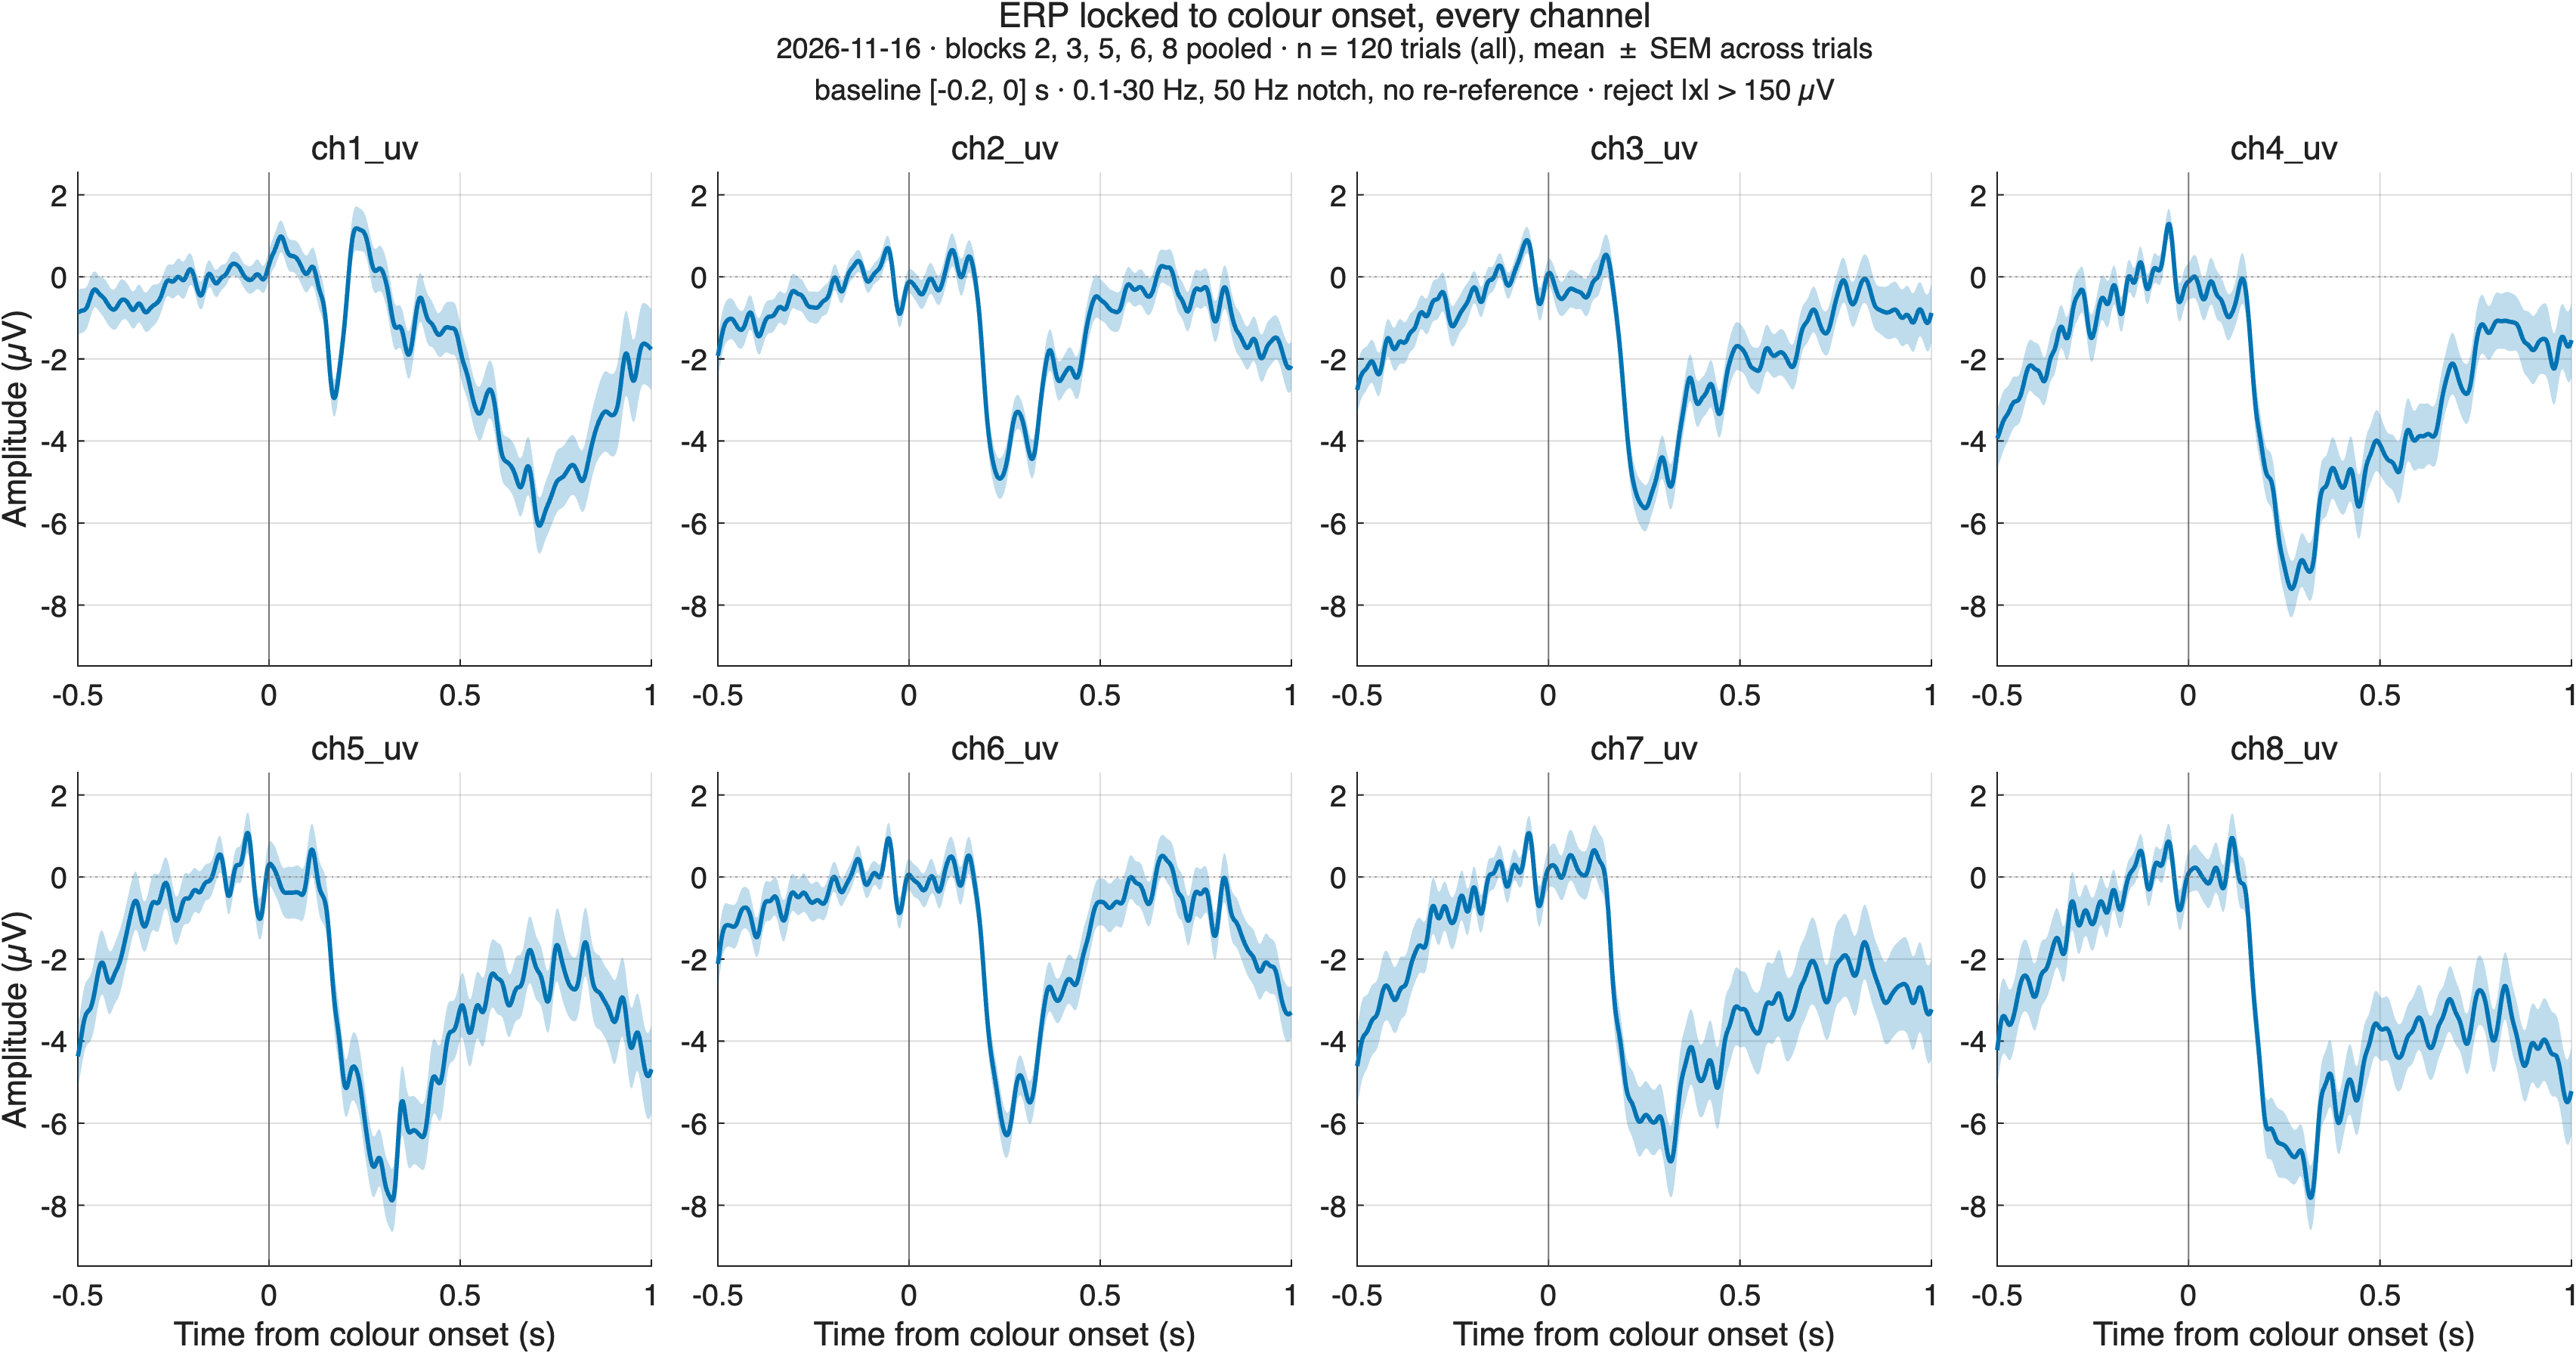 ERP locked to colour onset, every channel
2026-11-16 · blocks 2, 3, 5, 6, 8 pooled · n = 120 trials (all), mean ± SEM across trials
baseline [-0.2, 0] s · 0.1-30 Hz, 50 Hz notch, no re-reference · reject |x| > 150 µV
ch1_uv ch2_uv ch3_uv ch4_uv
Amplitude (µV)
2 2 2 2
0 0 0 0
-2 -2 -2 -2
-4 -4 -4 -4
-6 -6 -6 -6
-8 -8 -8 -8
-0.5 0 0.5 1 -0.5 0 0.5 1 -0.5 0 0.5 1 -0.5 0 0.5 1
ch5_uv ch6_uv ch7_uv ch8_uv
Amplitude (µV)
2 2 2 2
0 0 0 0
-2 -2 -2 -2
-4 -4 -4 -4
-6 -6 -6 -6
-8 -8 -8 -8
-0.5 0 0.5 1 -0.5 0 0.5 1 -0.5 0 0.5 1 -0.5 0 0.5 1
Time from colour onset (s) Time from colour onset (s) Time from colour onset (s) Time from colour onset (s)